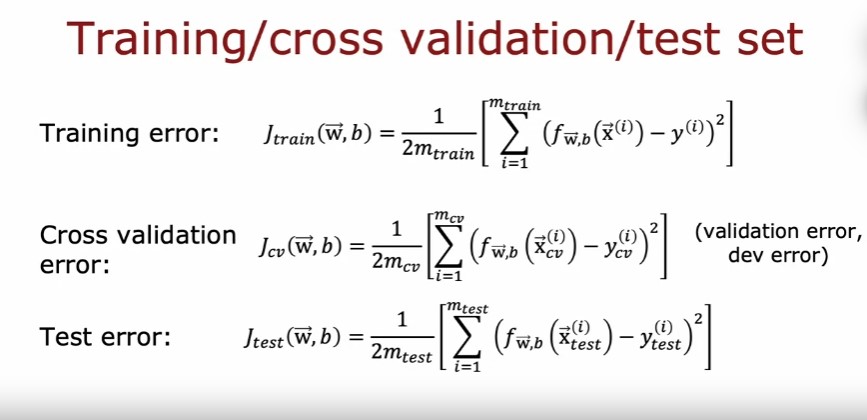 Training/cross validation/test set
Training error: $J_{train}(\vec{w}, b) = \frac{1}{2m_{train}} \left[ \sum_{i=1}^{m_{train}} (f_{\vec{w},b}(\vec{x}^{(i)}) - y^{(i)})^2 \right]$
Cross validation error: $J_{cv}(\vec{w}, b) = \frac{1}{2m_{cv}} \left[ \sum_{i=1}^{m_{cv}} \left( f_{\vec{w},b} \left( \vec{x}_{cv}^{(i)} \right) - y_{cv}^{(i)} \right)^2 \right]$ (validation error, dev error)
Test error: $J_{test}(\vec{w}, b) = \frac{1}{2m_{test}} \left[ \sum_{i=1}^{m_{test}} \left( f_{\vec{w},b} \left( \vec{x}_{test}^{(i)} \right) - y_{test}^{(i)} \right)^2 \right]$